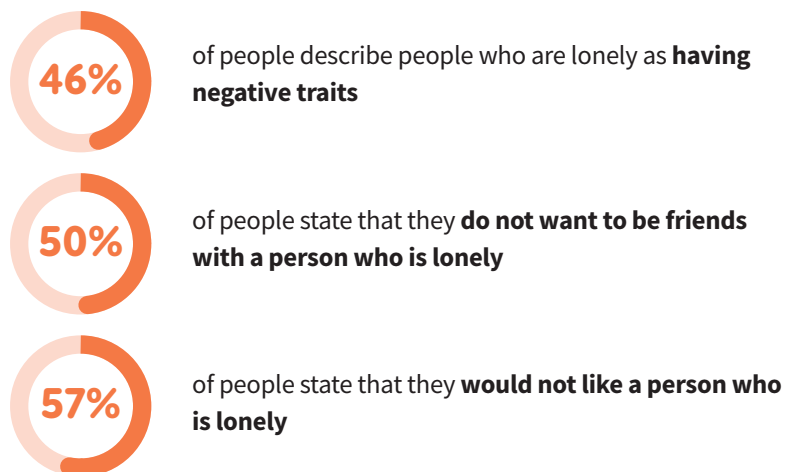 46%
of people describe people who are lonely as having
negative traits
50%
of people state that they do not want to be friends
with a person who is lonely
57%
of people state that they would not like a person who
is lonely